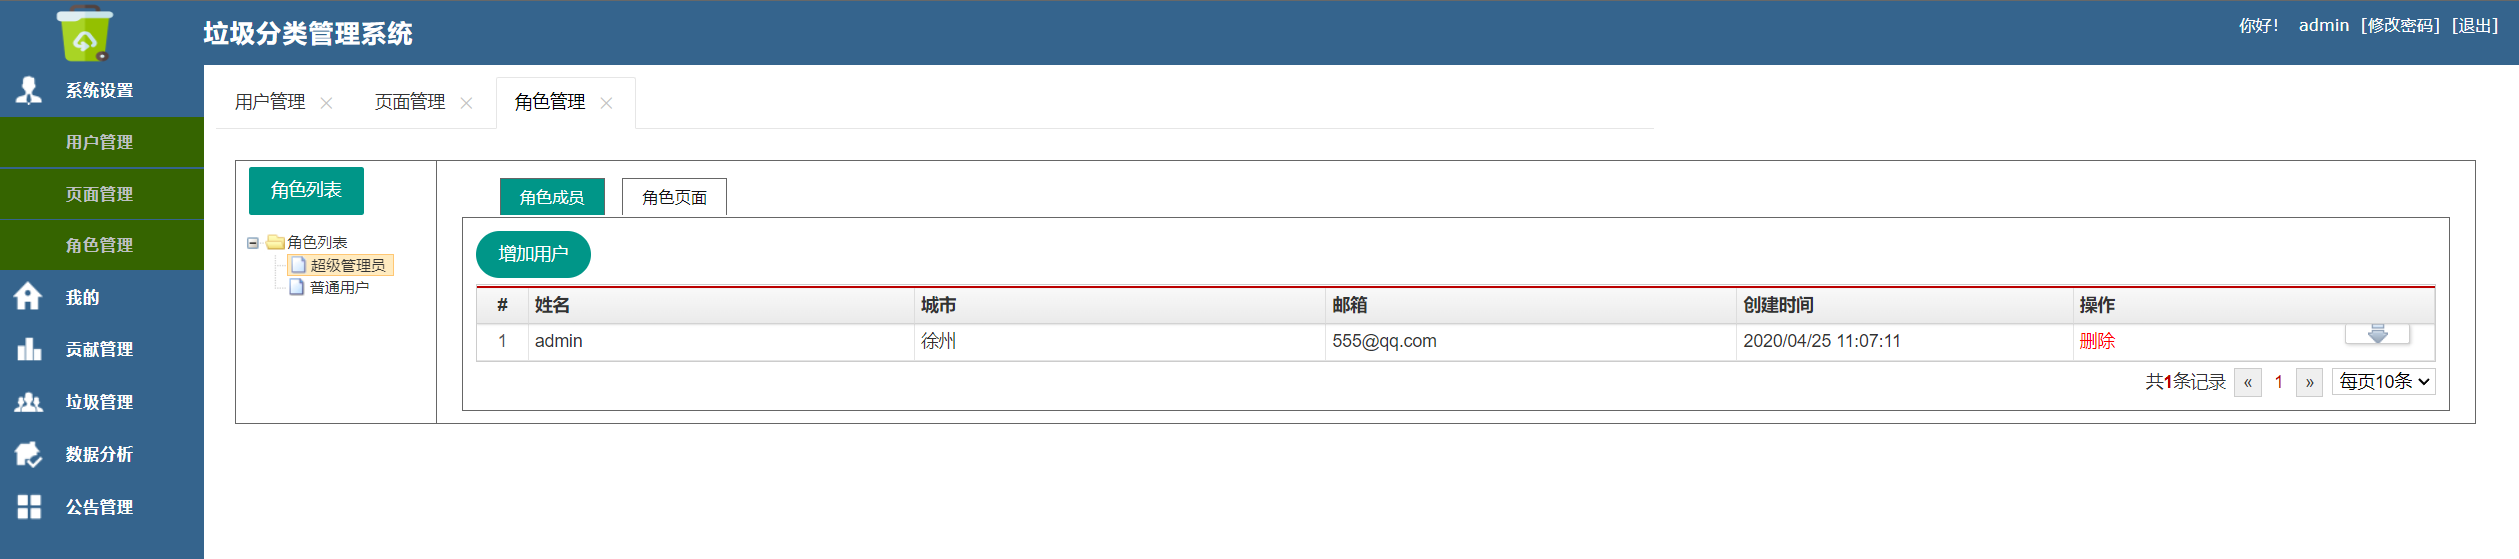 垃圾分类管理系统
你好！ admin [修改密码] [退出]
系统设置
用户管理
页面管理
角色管理
我的
贡献管理
垃圾管理
数据分析
公告管理
用户管理 页面管理 角色管理
角色列表
角色列表
超级管理员
普通用户
角色成员 角色页面
增加用户
# 姓名 城市 邮箱 创建时间 操作
1 admin 徐州 555@qq.com 2020/04/25 11:07:11 删除
共1条记录 « 1 » 每页10条